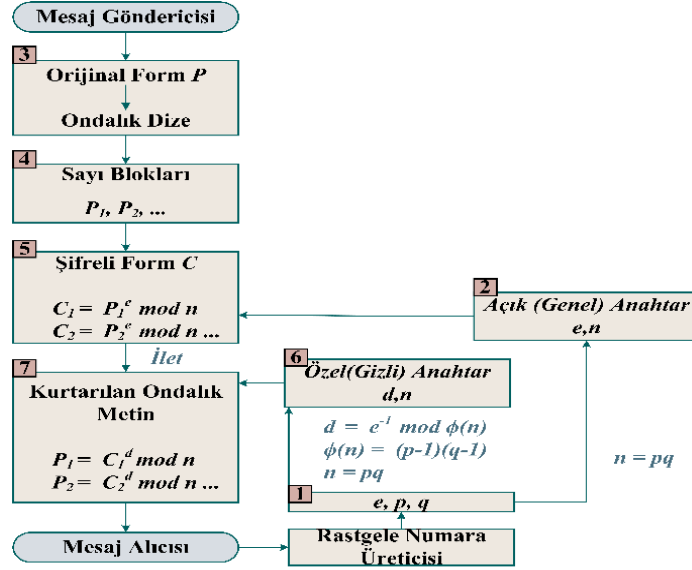 Mesaj Göndericisi
3
Orijinal Form P
Ondalık Dize
4
Sayı Blokları
P₁, P₂, ...
5
Şifreli Form C
C₁ = P₁ᵉ mod n
C₂ = P₂ᵉ mod n ...
İlet
7
Kurtarılan Ondalık
Metin
P₁ = C₁ᵈ mod n
P₂ = C₂ᵈ mod n ...
Mesaj Alıcısı
2
Açık (Genel) Anahtar
e,n
6
Özel(Gizli) Anahtar
d,n
d = e⁻¹ mod ϕ(n)
ϕ(n) = (p-1)(q-1)
n = pq
n = pq
1
e, p, q
Rastgele Numara
Üreticisi